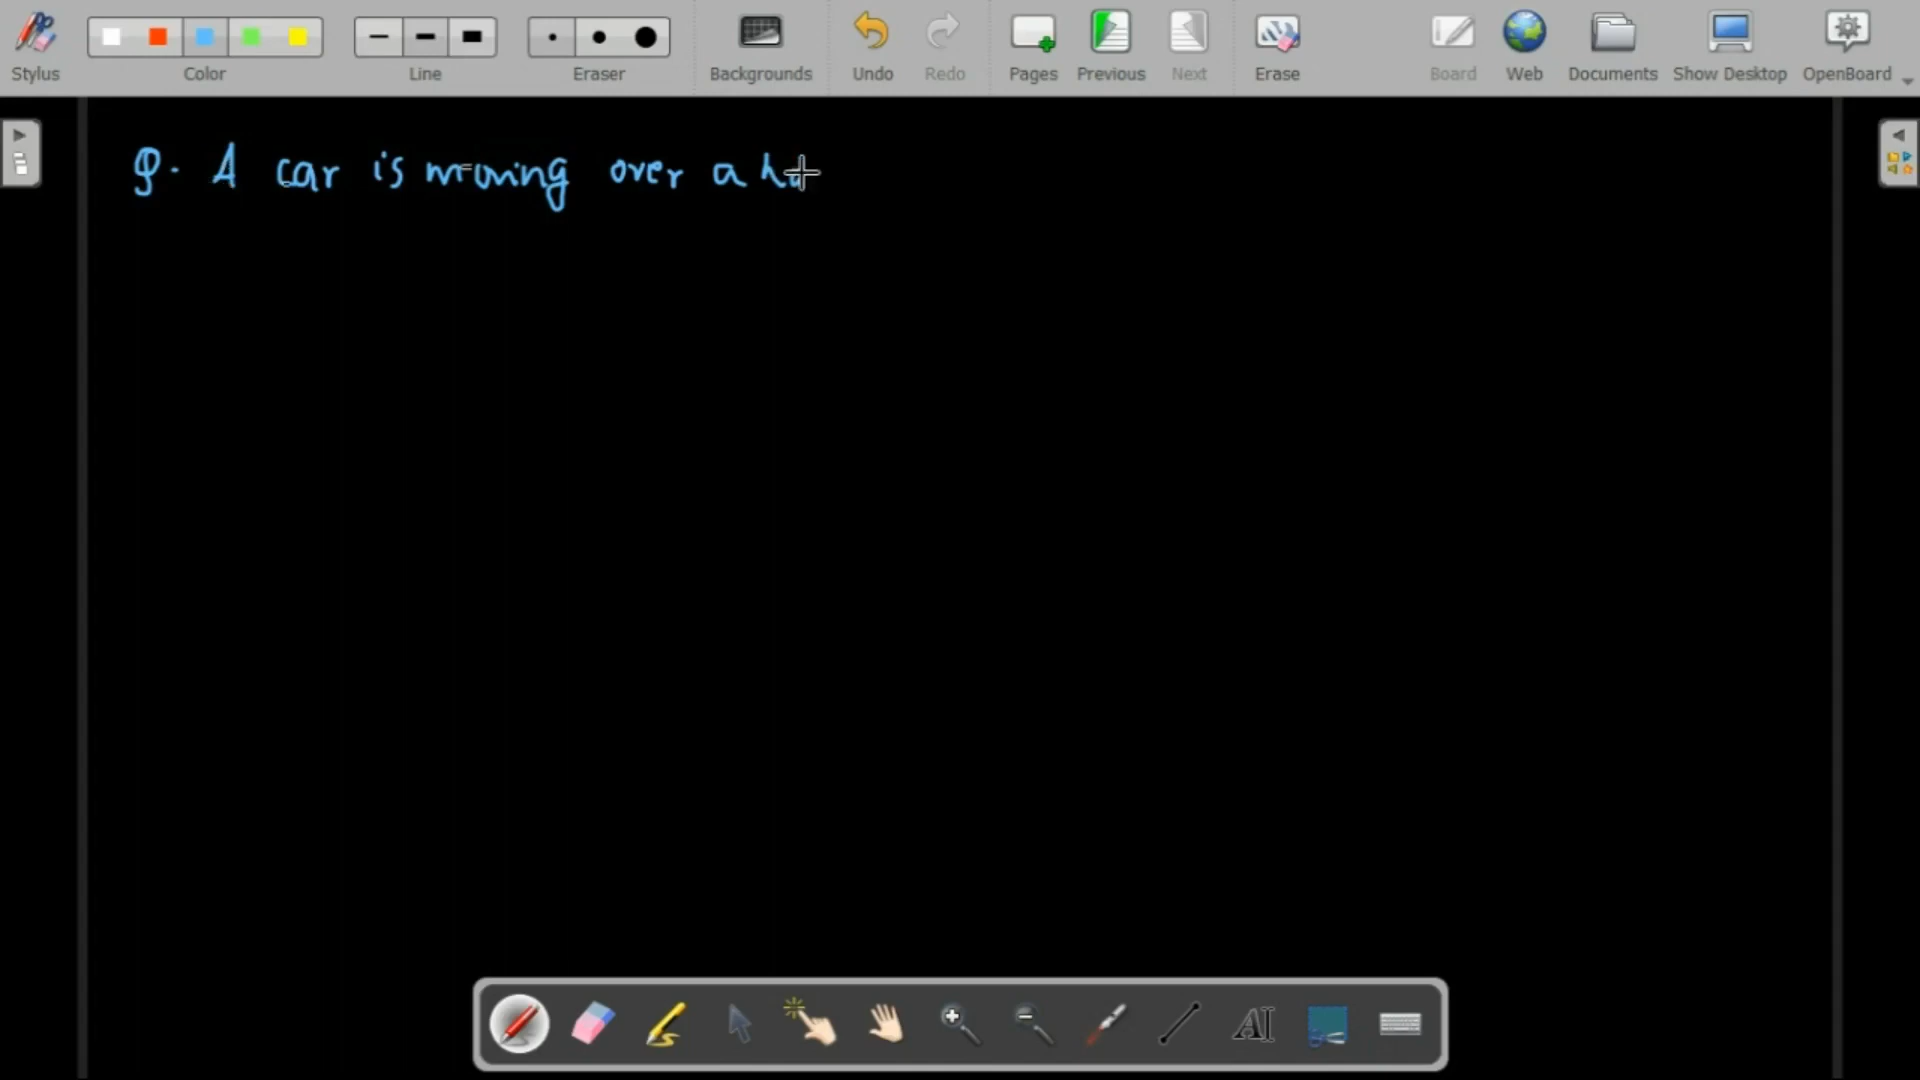 Stylus
Color
Line
Eraser
Backgrounds
Undo
Redo
Pages
Previous
Next
Erase
Board
Web
Documents
Show Desktop
OpenBoard
Q. A car is moving over a
AI